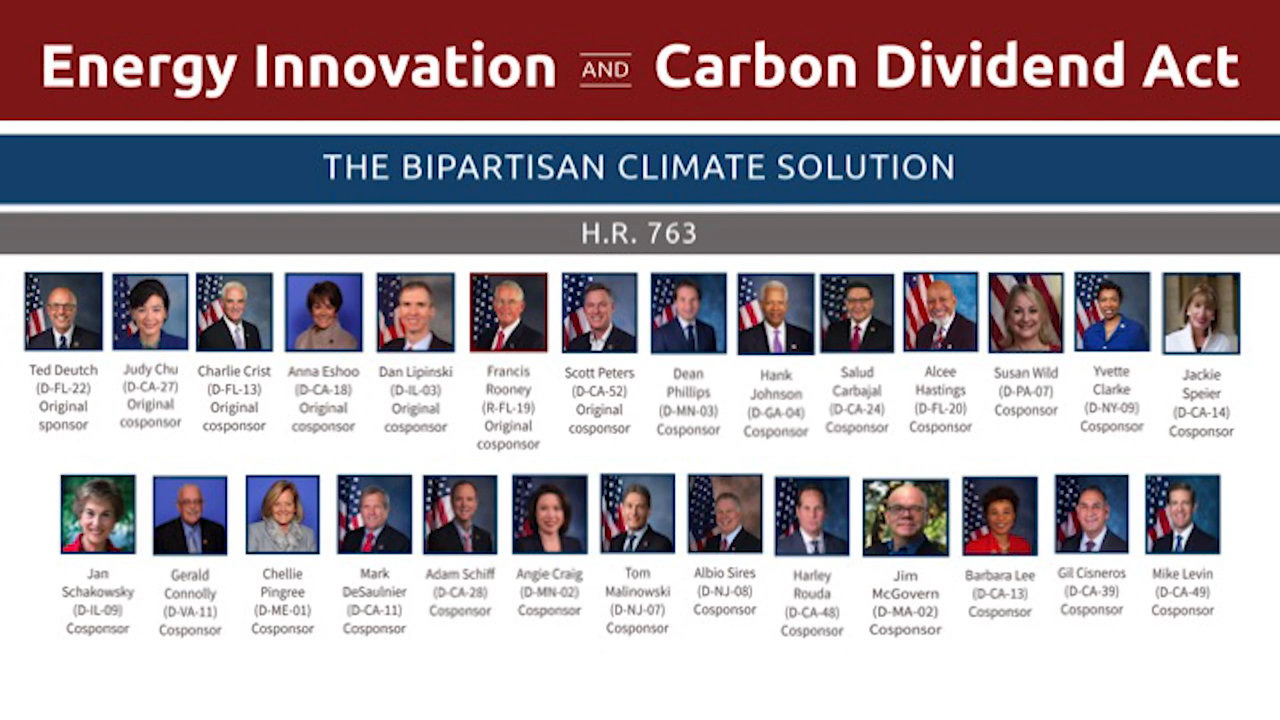 Energy Innovation AND Carbon Dividend Act
THE BIPARTISAN CLIMATE SOLUTION
H.R. 763
Ted Deutch
(D-FL-22)
Original
sponsor
Judy Chu
(D-CA-27)
Original
cosponsor
Charlie Crist
(D-FL-13)
Original
cosponsor
Anna Eshoo
(D-CA-18)
Original
cosponsor
Dan Lipinski
(D-IL-03)
Original
cosponsor
Francis
Rooney
(R-FL-19)
Original
cosponsor
Scott Peters
(D-CA-52)
Original
cosponsor
Dean
Phillips
(D-MN-03)
Cosponsor
Hank
Johnson
(D-GA-04)
Cosponsor
Salud
Carbajal
(D-CA-24)
Cosponsor
Alcee
Hastings
(D-FL-20)
Cosponsor
Susan Wild
(D-PA-07)
Cosponsor
Yvette
Clarke
(D-NY-09)
Cosponsor
Jackie
Speier
(D-CA-14)
Cosponsor
Jan
Schakowsky
(D-IL-09)
Cosponsor
Gerald
Connolly
(D-VA-11)
Cosponsor
Chellie
Pingree
(D-ME-01)
Cosponsor
Mark
DeSaulnier
(D-CA-11)
Cosponsor
Adam Schiff
(D-CA-28)
Cosponsor
Angie Craig
(D-MN-02)
Cosponsor
Tom
Malinowski
(D-NJ-07)
Cosponsor
Albio Sires
(D-NJ-08)
Cosponsor
Harley
Rouda
(D-CA-48)
Cosponsor
Jim
McGovern
(D-MA-02)
Cosponsor
Barbara Lee
(D-CA-13)
Cosponsor
Gil Cisneros
(D-CA-39)
Cosponsor
Mike Levin
(D-CA-49)
Cosponsor